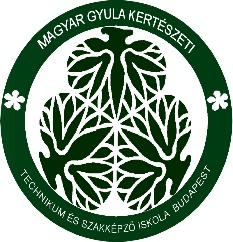 MAGYAR GYULA KERTÉSZETI
TECHNIKUM ÉS SZAKKÉPZŐ ISKOLA BUDAPEST